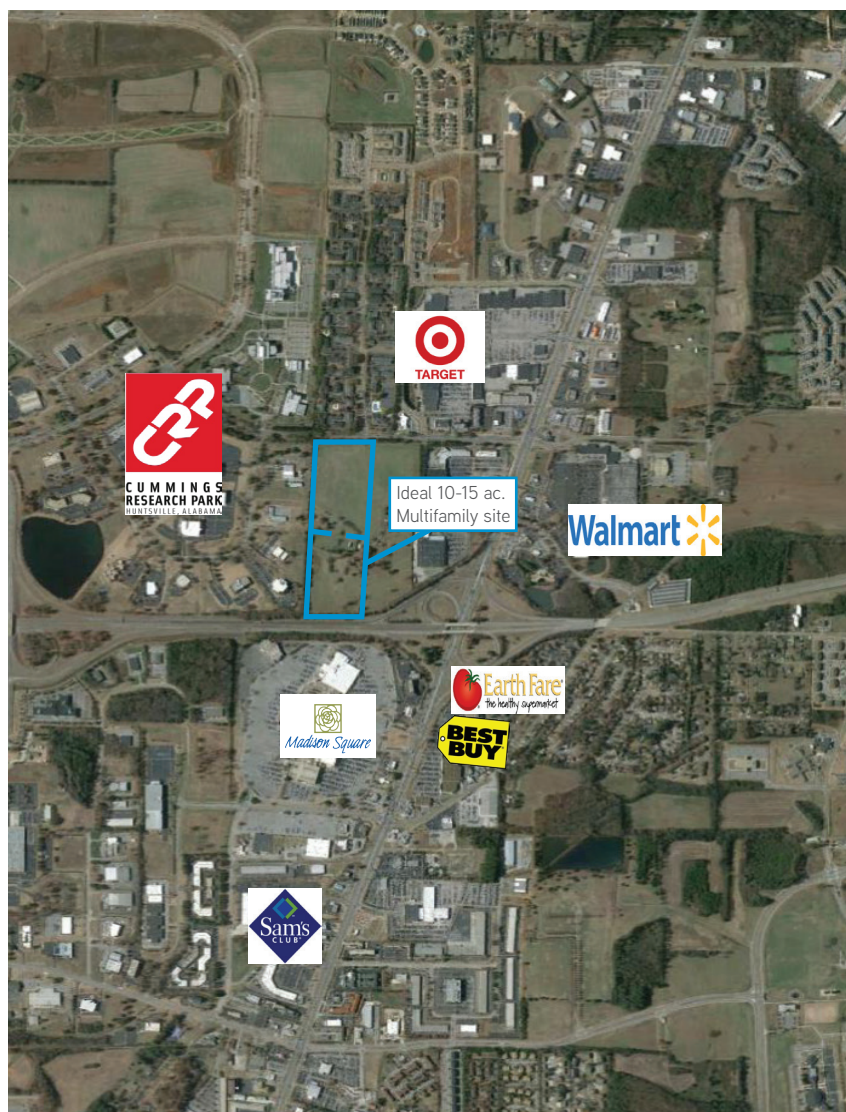 TARGET
CRP
CUMMINGS
RESEARCH PARK
HUNTSVILLE, ALABAMA
Ideal 10-15 ac.
Multifamily site
Walmart
Earth Fare
the healthy supermarket
Madison Square
BEST
BUY
Sam's
CLUB